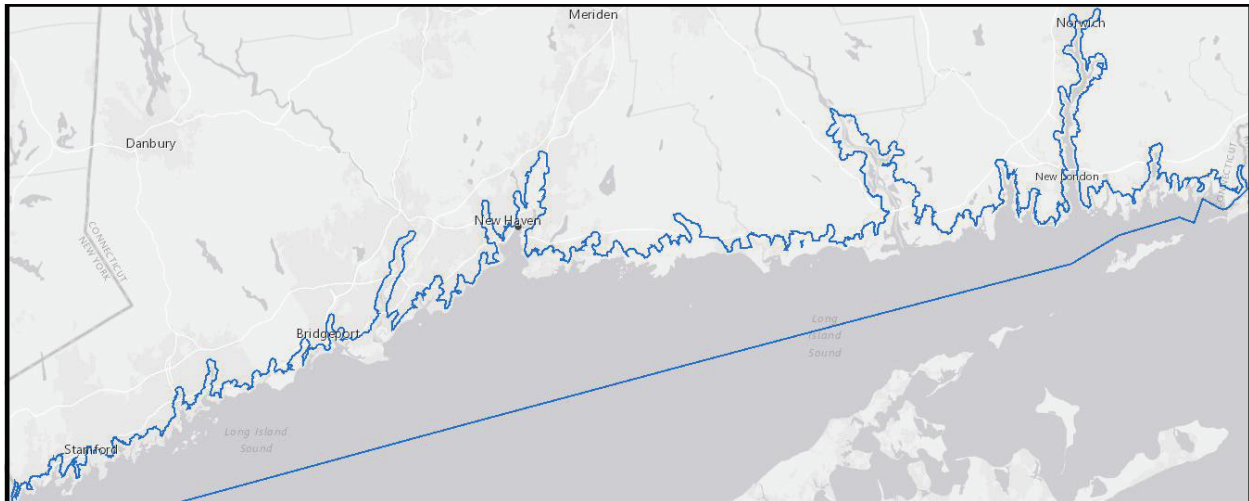 Meriden
Norwich
Danbury
New London
CONNECTICUT
New Haven
CONNECTICUT
NEW YORK
Long
Island
Sound
Bridgeport
Long Island
Sound
Stamford